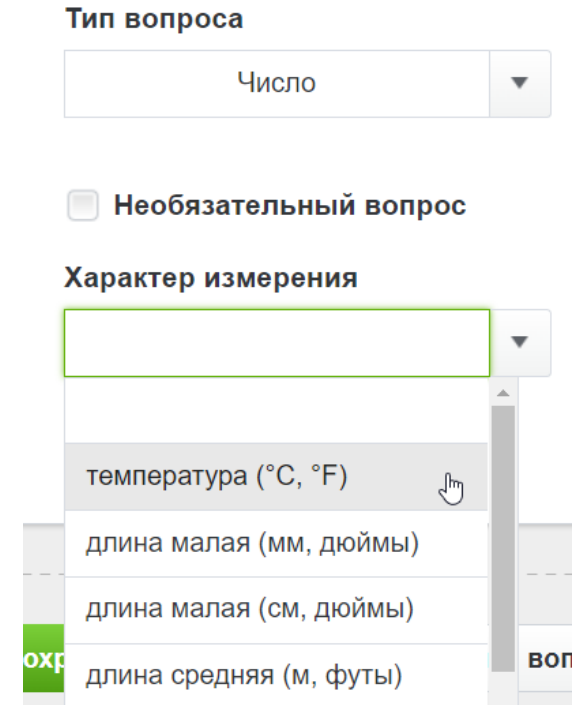 Тип вопроса
Число
Необязательный вопрос
Характер измерения
температура (°C, °F)
длина малая (мм, дюймы)
длина малая (см, дюймы)
длина средняя (м, футы)